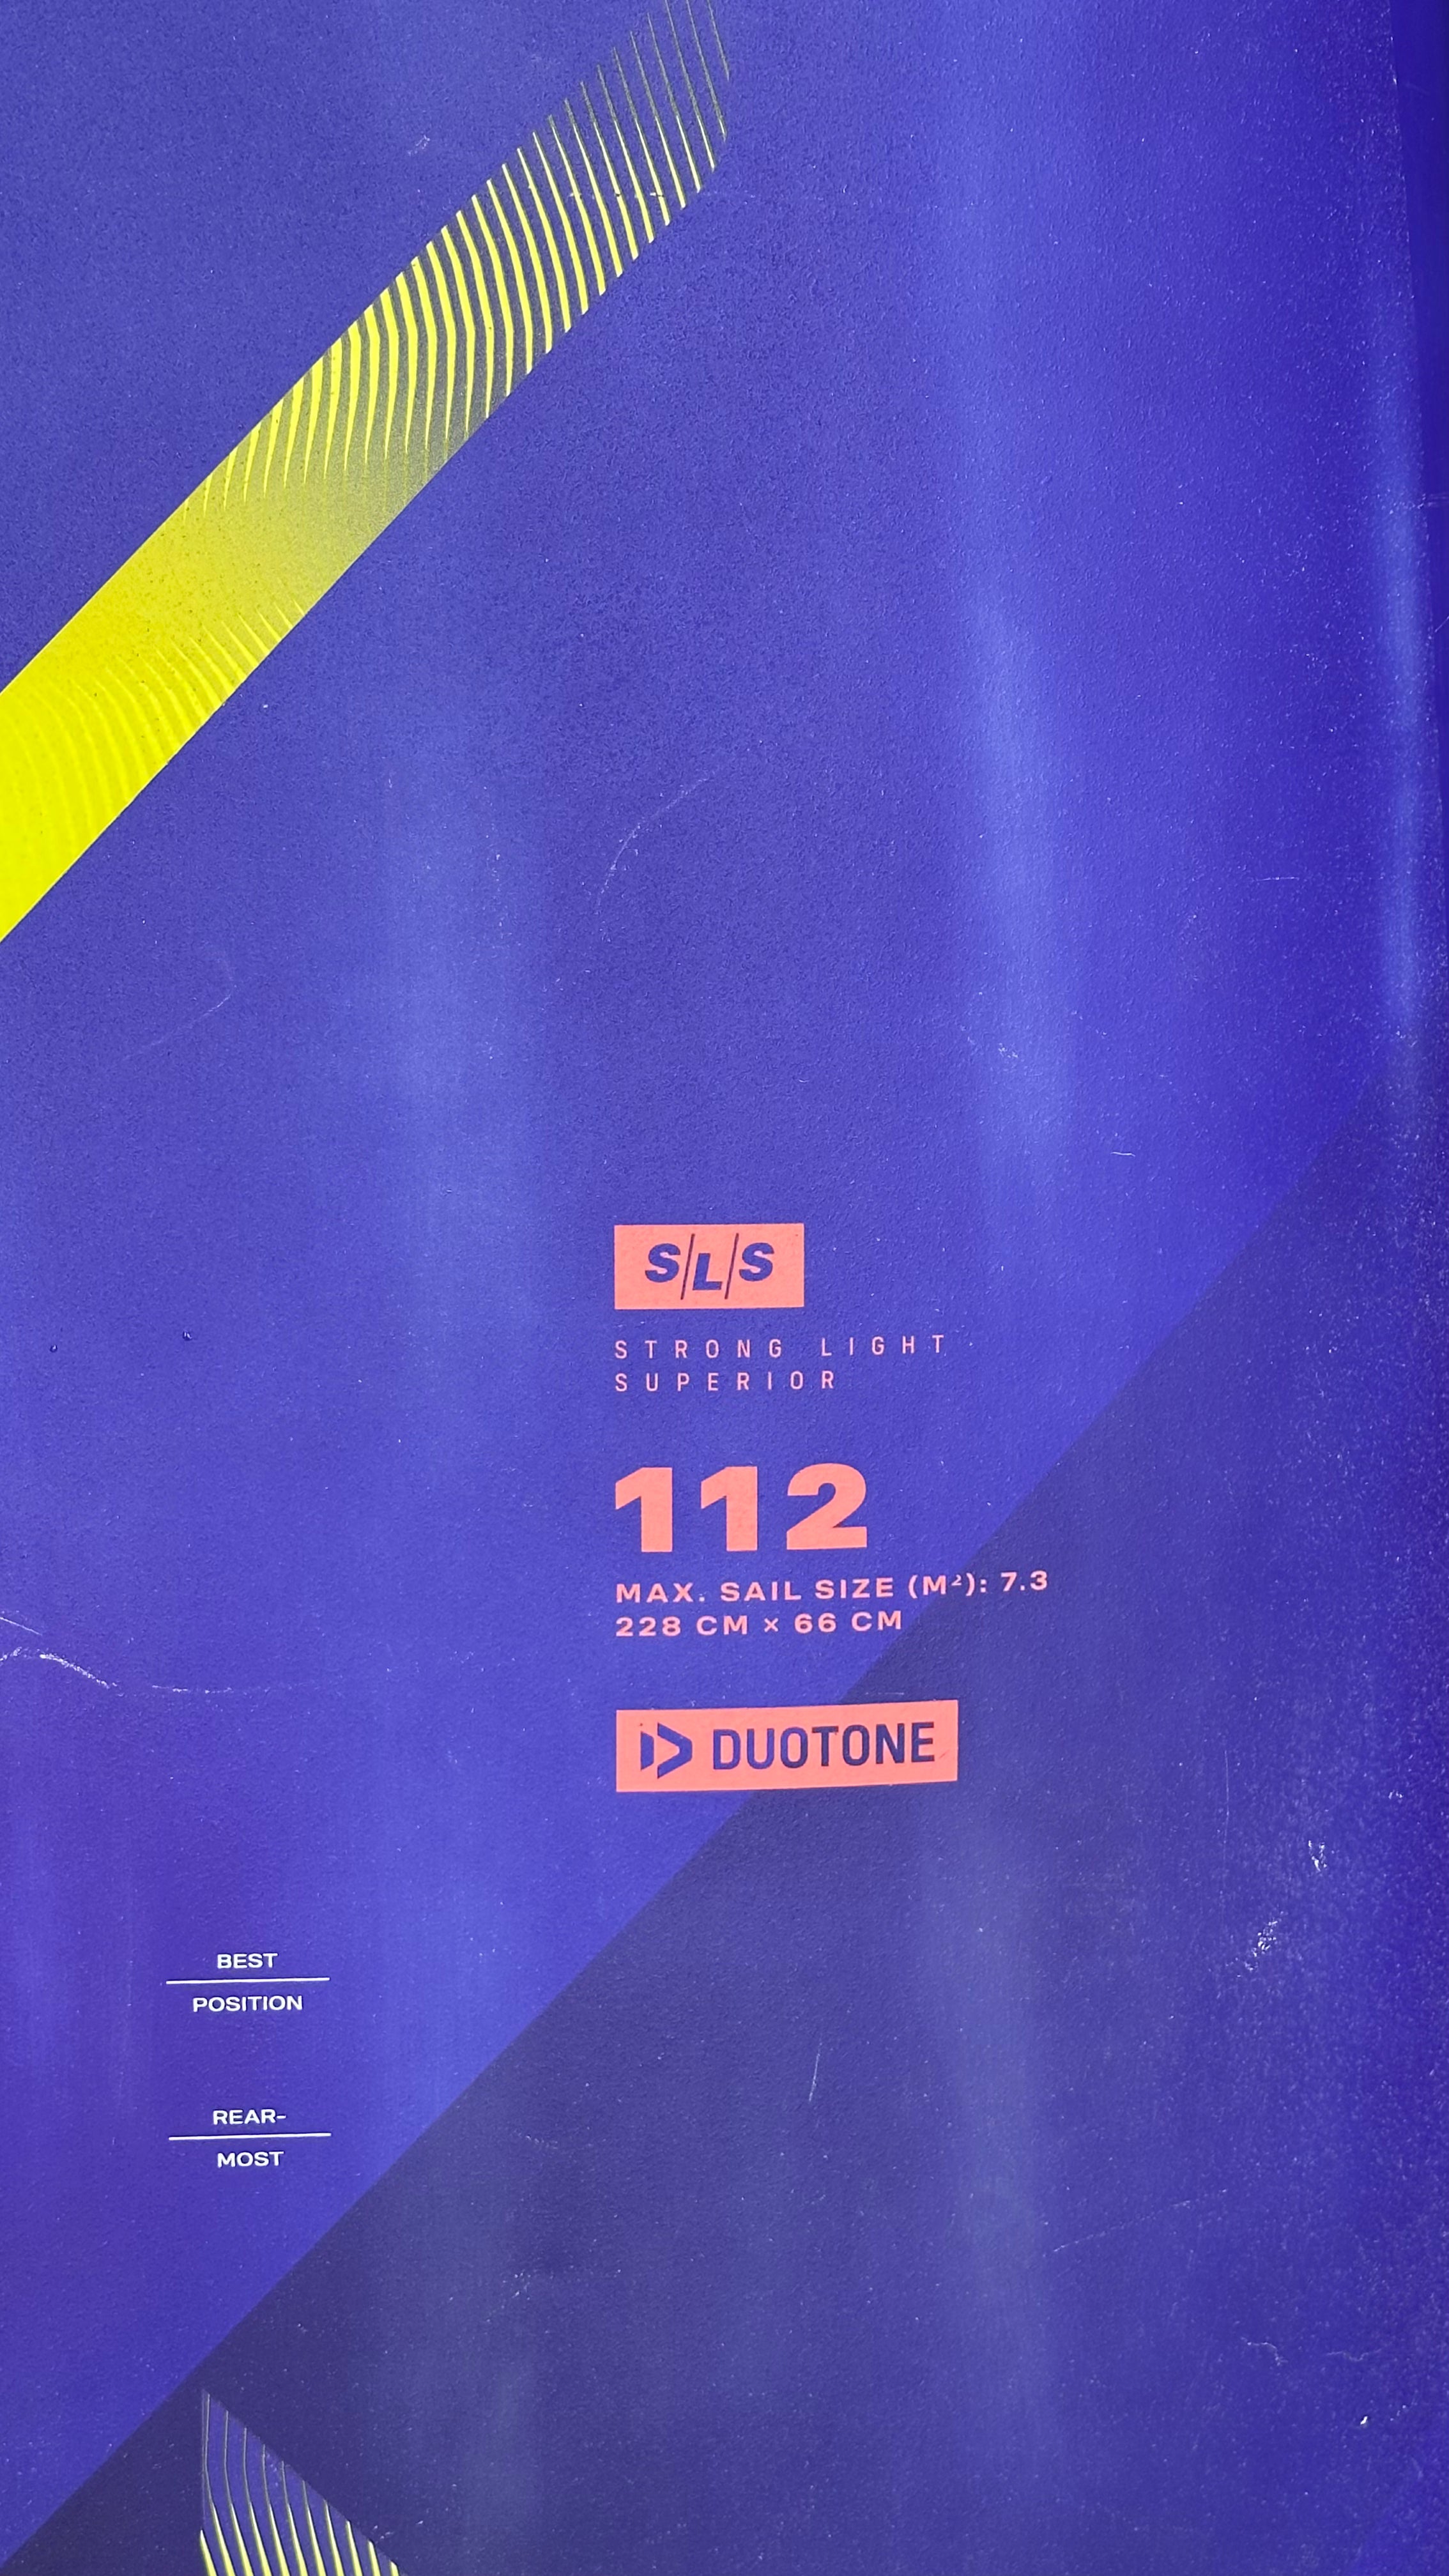 S/L/S
STRONG LIGHT
SUPERIOR
112
MAX. SAIL SIZE (M²): 7.3
228 CM × 66 CM
DUOTONE
BEST
POSITION
REAR-
MOST